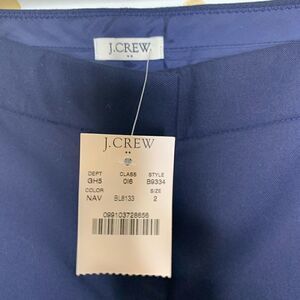 J.CREW
J.CREW
DEPT CLASS STYLE
GH5 016 B9334
COLOR SIZE
NAV BL8133 2
099103728656